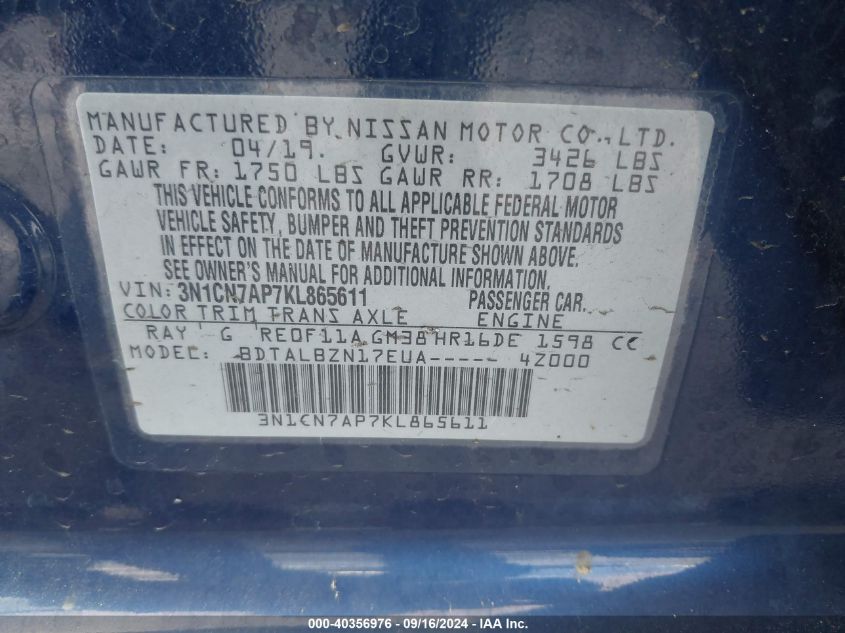 MANUFACTURED BY NISSAN MOTOR CO., LTD.
DATE: 04/19. GVWR: 3426 LBS
GAWR FR: 1750 LBS GAWR RR: 1708 LBS
THIS VEHICLE CONFORMS TO ALL APPLICABLE FEDERAL MOTOR
VEHICLE SAFETY, BUMPER AND THEFT PREVENTION STANDARDS
IN EFFECT ON THE DATE OF MANUFACTURE SHOWN ABOVE.
SEE OWNER'S MANUAL FOR ADDITIONAL INFORMATION.
VIN: 3N1CN7AP7KL865611 PASSENGER CAR.
COLOR TRIM TRANS AXLE ENGINE
RAY G RE0F11A GM38 HR16DE 1598 CC
MODEL: BDTALBZN17EUA----- 4Z000
3N1CN7AP7KL865611
000-40356976 - 09/16/2024 - IAAI.com